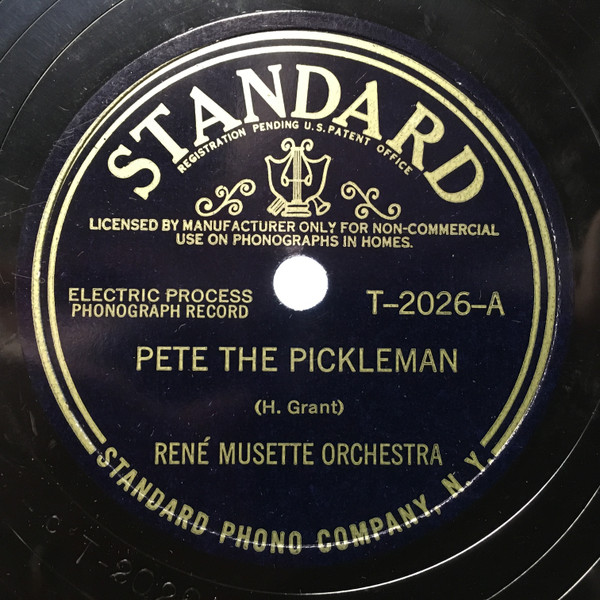 STANDARD
REGISTRATION PENDING U.S. PATENT OFFICE
LICENSED BY MANUFACTURER ONLY FOR NON-COMMERCIAL
USE ON PHONOGRAPHS IN HOMES.
ELECTRIC PROCESS
PHONOGRAPH RECORD
T-2026-A
PETE THE PICKLEMAN
(H. Grant)
RENÉ MUSETTE ORCHESTRA
STANDARD PHONO COMPANY, N. Y.